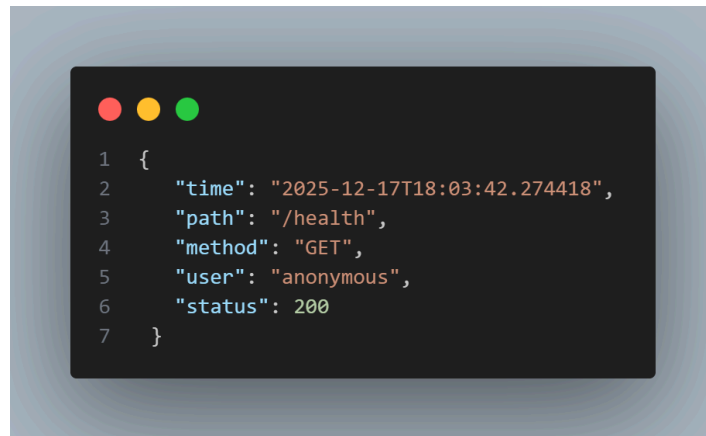 1 {
2 "time": "2025-12-17T18:03:42.274418",
3 "path": "/health",
4 "method": "GET",
5 "user": "anonymous",
6 "status": 200
7 }